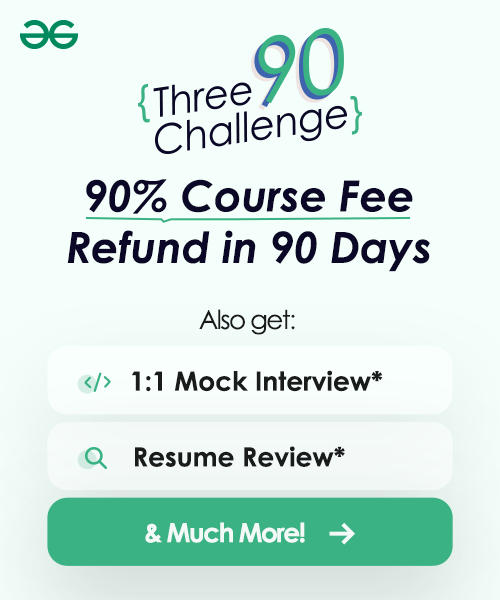 {Three 90
Challenge}
90% Course Fee
Refund in 90 Days
Also get:
</> 1:1 Mock Interview*
Resume Review*
& Much More! →